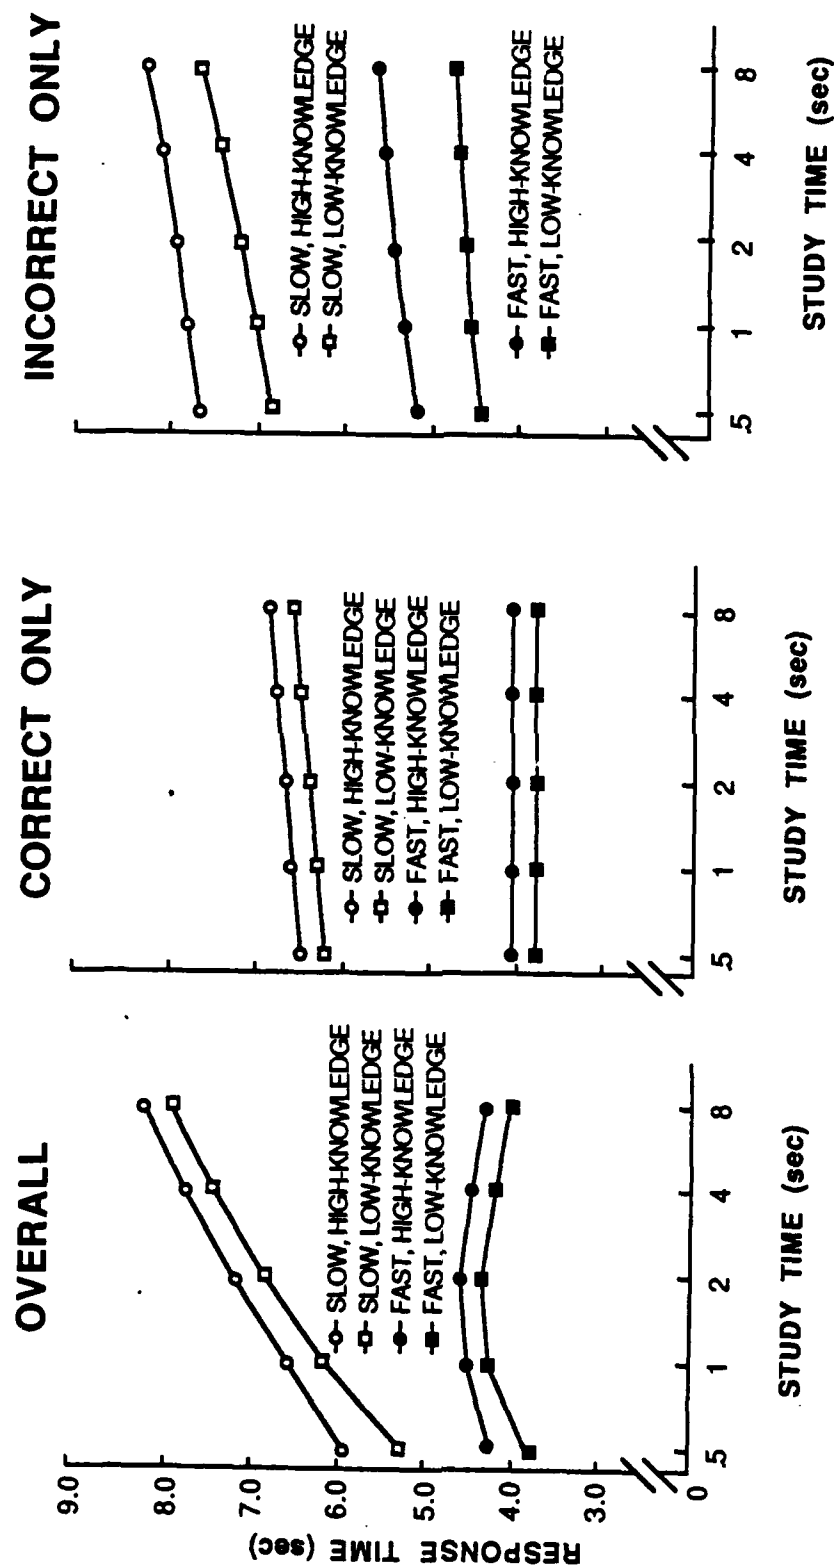 OVERALL
9.0
8.0
7.0
6.0
5.0
4.0
3.0
0
RESPONSE TIME (sec)
SLOW, HIGH-KNOWLEDGE
SLOW, LOW-KNOWLEDGE
FAST, HIGH-KNOWLEDGE
FAST, LOW-KNOWLEDGE
.5 1 2 4 8
STUDY TIME (sec)
CORRECT ONLY
SLOW, HIGH-KNOWLEDGE
SLOW, LOW-KNOWLEDGE
FAST, HIGH-KNOWLEDGE
FAST, LOW-KNOWLEDGE
.5 1 2 4 8
STUDY TIME (sec)
INCORRECT ONLY
SLOW, HIGH-KNOWLEDGE
SLOW, LOW-KNOWLEDGE
FAST, HIGH-KNOWLEDGE
FAST, LOW-KNOWLEDGE
.5 1 2 4 8
STUDY TIME (sec)